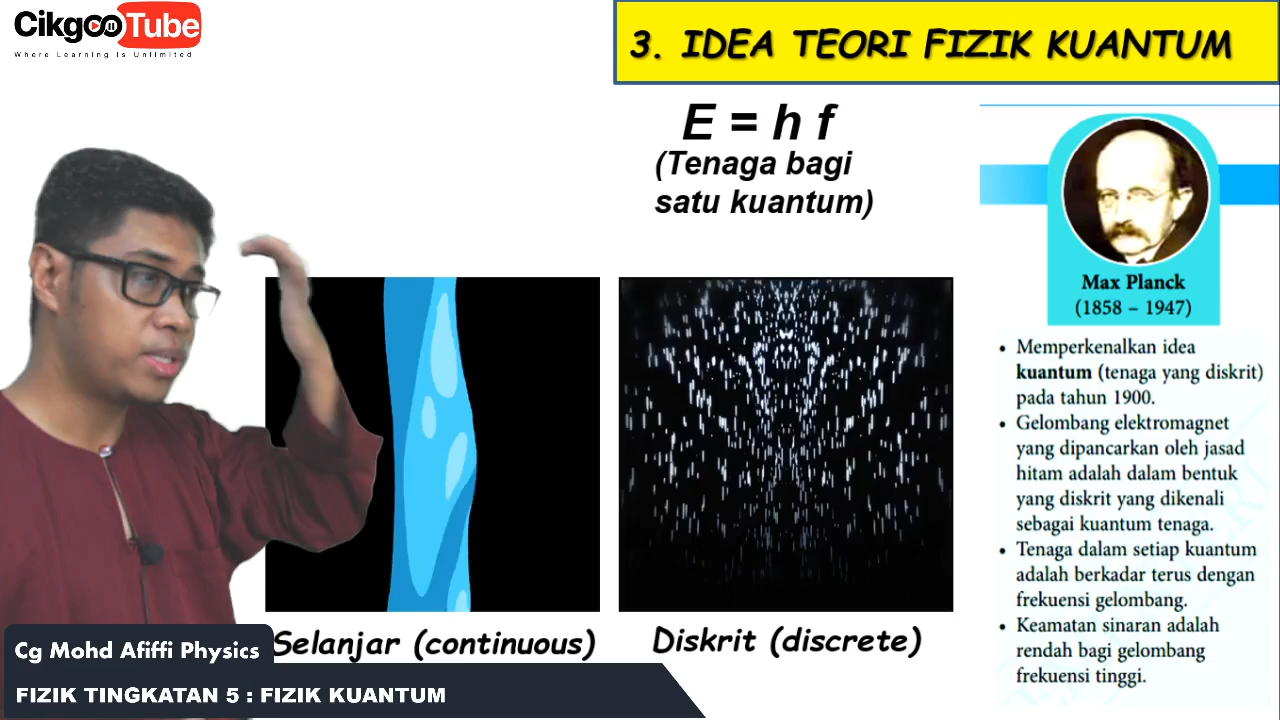 CikgooTube
Where Learning is Unlimited
3. IDEA TEORI FIZIK KUANTUM
E = h f
(Tenaga bagi
satu kuantum)
Selanjar (continuous)
Diskrit (discrete)
Max Planck
(1858 – 1947)
• Memperkenalkan idea
kuantum (tenaga yang diskrit)
pada tahun 1900.
• Gelombang elektromagnet
yang dipancarkan oleh jasad
hitam adalah dalam bentuk
yang diskrit yang dikenali
sebagai kuantum tenaga.
• Tenaga dalam setiap kuantum
adalah berkadar terus dengan
frekuensi gelombang.
• Keamatan sinaran adalah
rendah bagi gelombang
frekuensi tinggi.
Cg Mohd Afiffi Physics
FIZIK TINGKATAN 5 : FIZIK KUANTUM